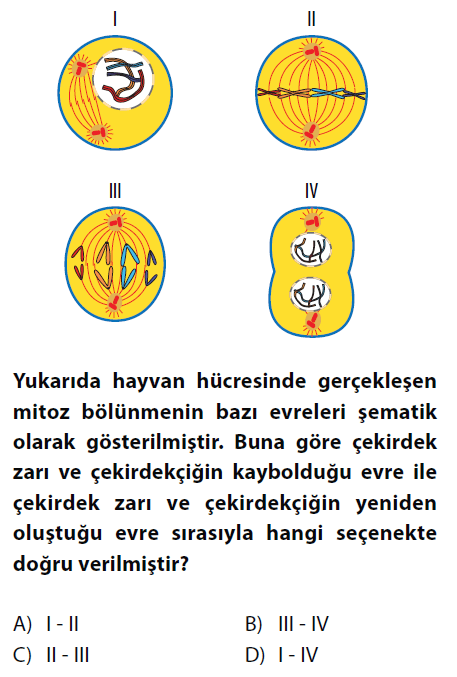 I
II
III
IV
Yukarıda hayvan hücresinde gerçekleşen
mitoz bölünmenin bazı evreleri şematik
olarak gösterilmiştir. Buna göre çekirdek
zarı ve çekirdekçiğin kaybolduğu evre ile
çekirdek zarı ve çekirdekçiğin yeniden
oluştuğu evre sırasıyla hangi seçenekte
doğru verilmiştir?
A) I - II
B) III - IV
C) II - III
D) I - IV